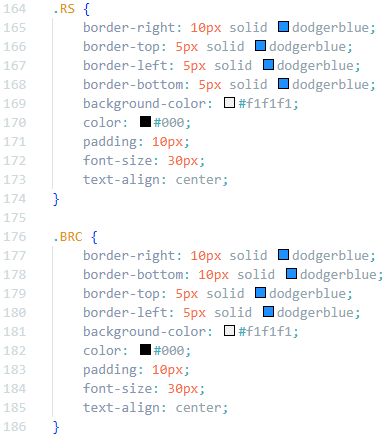 164 .RS {
165 border-right: 10px solid dodgerblue;
166 border-top: 5px solid dodgerblue;
167 border-left: 5px solid dodgerblue;
168 border-bottom: 5px solid dodgerblue;
169 background-color: #f1f1f1;
170 color: #000;
171 padding: 10px;
172 font-size: 30px;
173 text-align: center;
174 }
175
176 .BRC {
177 border-right: 10px solid dodgerblue;
178 border-bottom: 10px solid dodgerblue;
179 border-top: 5px solid dodgerblue;
180 border-left: 5px solid dodgerblue;
181 background-color: #f1f1f1;
182 color: #000;
183 padding: 10px;
184 font-size: 30px;
185 text-align: center;
186 }